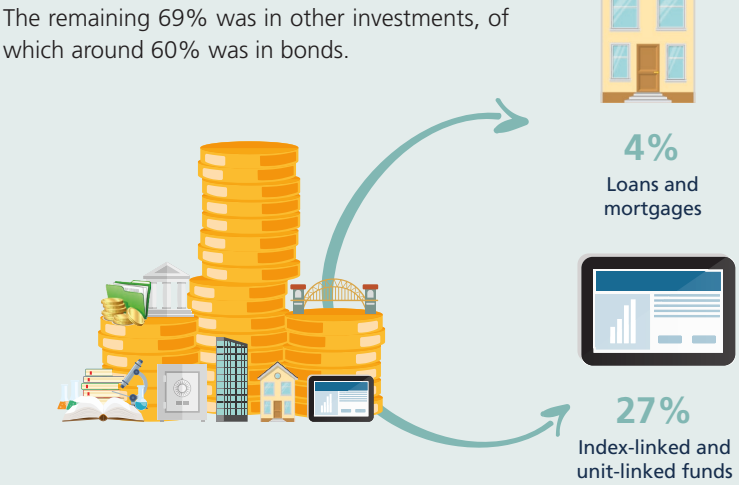 The remaining 69% was in other investments, of
which around 60% was in bonds.
4%
Loans and
mortgages
27%
Index-linked and
unit-linked funds